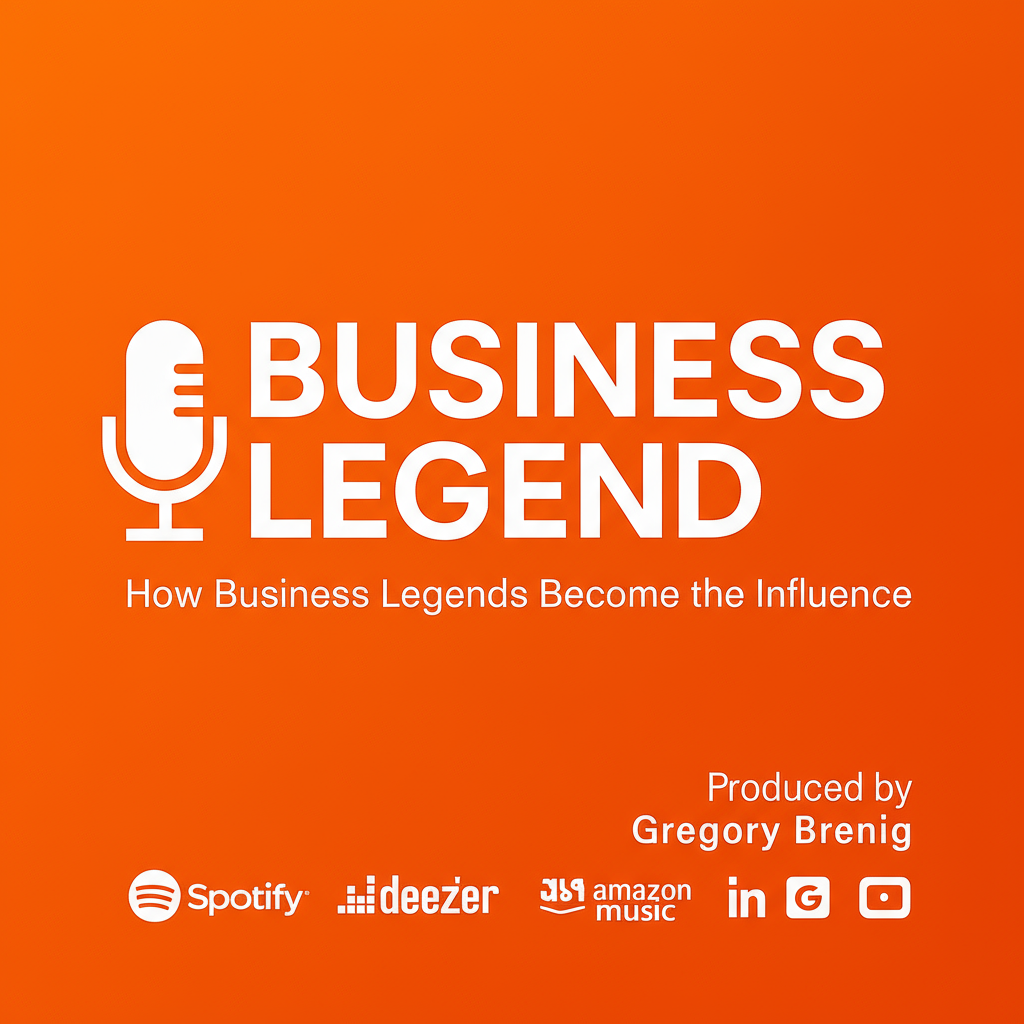 BUSINESS
LEGEND
How Business Legends Become the Influence
Produced by
Gregory Brenig
Spotify deezer amazon in G
music